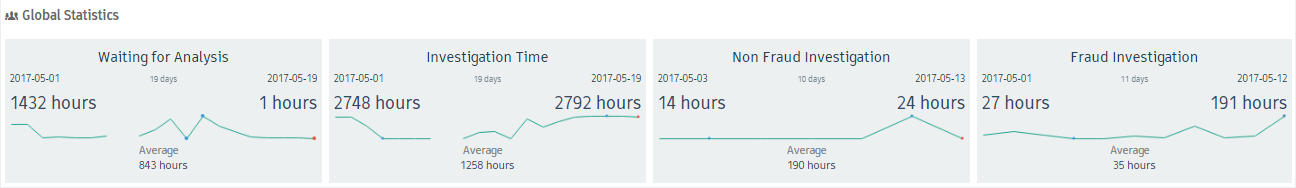 Global Statistics
Waiting for Analysis
2017-05-01 19 days 2017-05-19
1432 hours 1 hours
Average
843 hours
Investigation Time
2017-05-01 19 days 2017-05-19
2748 hours 2792 hours
Average
1258 hours
Non Fraud Investigation
2017-05-03 10 days 2017-05-13
14 hours 24 hours
Average
190 hours
Fraud Investigation
2017-05-01 11 days 2017-05-12
27 hours 191 hours
Average
35 hours